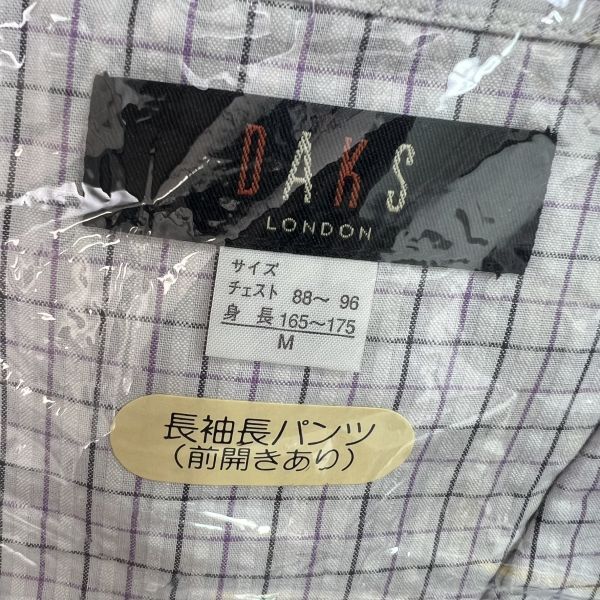 DAKS
LONDON
サイズ
チェスト 88〜 96
身 長 165〜175
M
長袖長パンツ
(前開きあり)